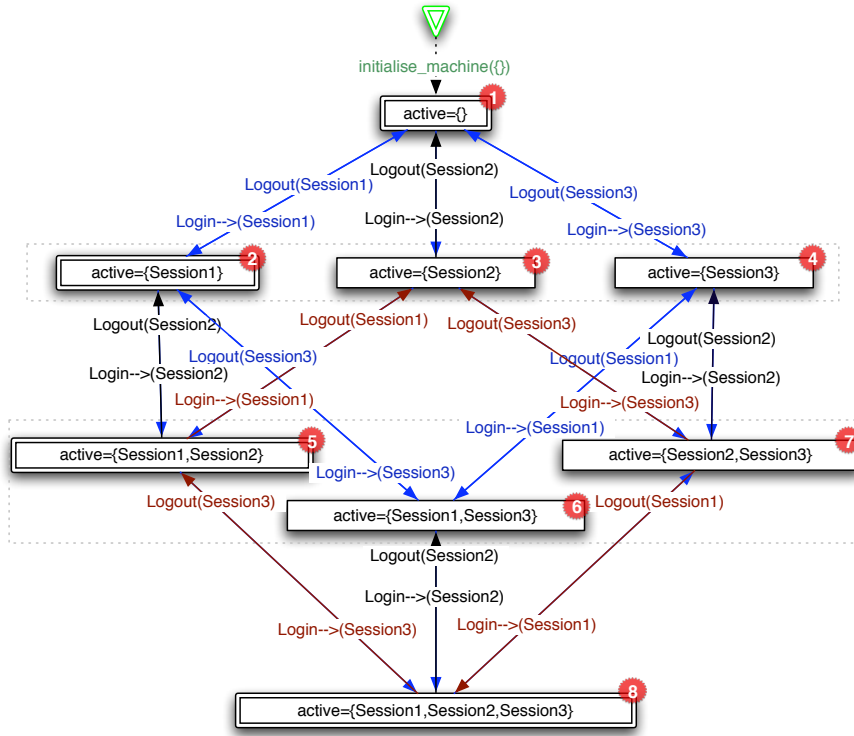 initialise_machine({})
1
active={}
Logout(Session2)
Logout(Session1)
Logout(Session3)
Login-->(Session1)
Login-->(Session2)
Login-->(Session3)
2
active={Session1}
3
active={Session2}
4
active={Session3}
Logout(Session2)
Logout(Session1)
Logout(Session3)
Logout(Session2)
Logout(Session3)
Logout(Session1)
Login-->(Session2)
Login-->(Session2)
Login-->(Session1)
Login-->(Session3)
Login-->(Session1)
5
active={Session1,Session2}
7
active={Session2,Session3}
Login-->(Session3)
Logout(Session3)
Logout(Session1)
6
active={Session1,Session3}
Logout(Session2)
Login-->(Session2)
Login-->(Session3)
Login-->(Session1)
8
active={Session1,Session2,Session3}